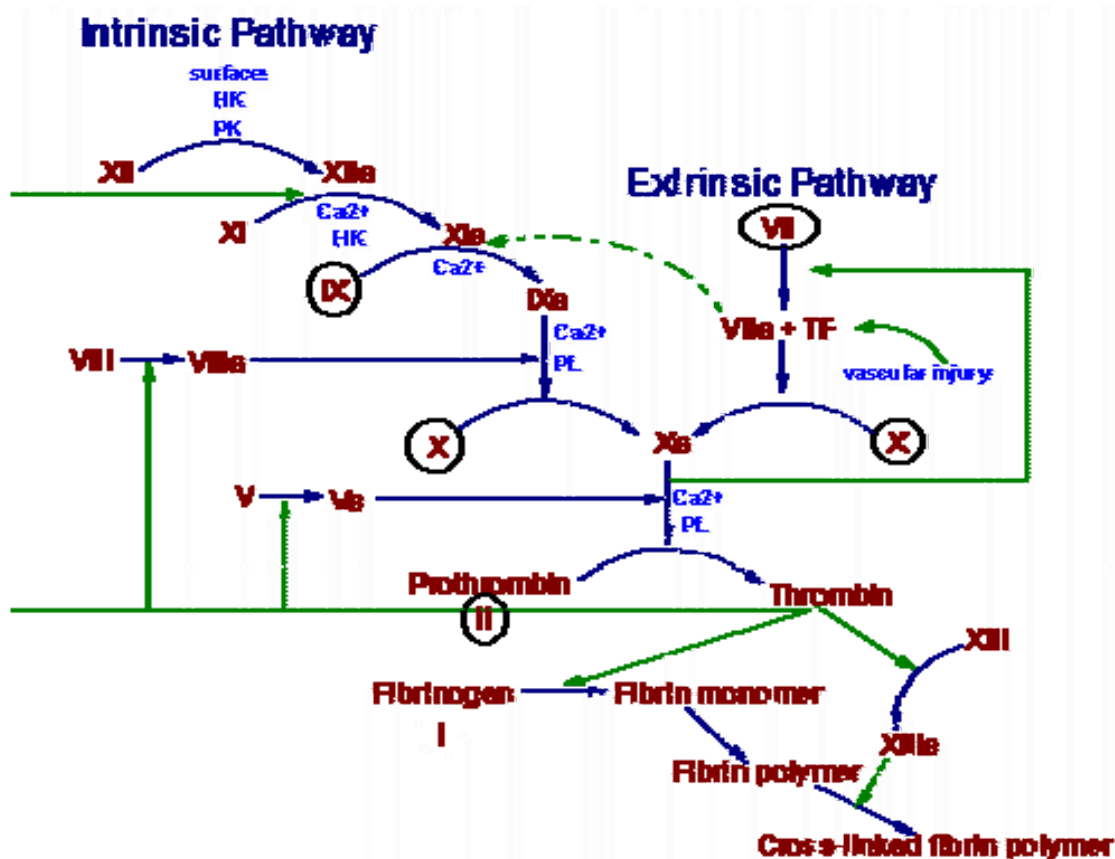 Intrinsic Pathway
surfaces
HK
PK
XII
XIIa
Extrinsic Pathway
XI
Ca2+
HK
XIa
VII
IX
Ca2+
IXa
VIIa + TF
Ca2+
PL
VIII
VIIIa
vascular injury
X
Xa
X
V
Va
Ca2+
PL
Prothrombin
II
Thrombin
XIII
Fibrinogen
I
Fibrin monomer
XIIIa
Fibrin polymer
Cross-linked fibrin polymer